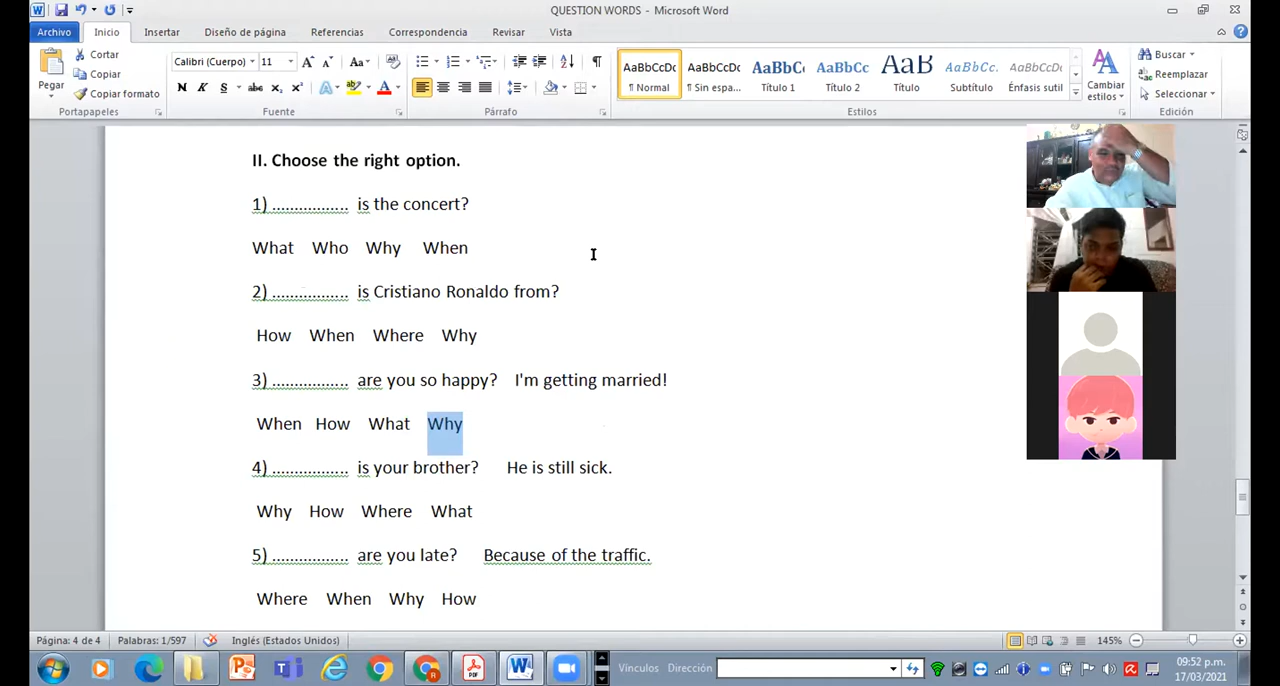 QUESTION WORDS - Microsoft Word
Archivo Inicio Insertar Diseño de página Referencias Correspondencia Revisar Vista
Cortar
Copiar
Copiar formato
Pegar
Portapapeles
Calibri (Cuerpo) 11
N K S abc x₂ x²
Fuente
Párrafo
AaBbCcDc AaBbCcDc AaBbC AaBbCc AaB AaBbCc. AaBbCcDc
¶ Normal ¶ Sin espa... Título 1 Título 2 Título Subtítulo Énfasis sutil
Estilos
Cambiar estilos
Buscar
Reemplazar
Seleccionar
Edición
II. Choose the right option.
1) ................ is the concert?
What Who Why When
2) ................ is Cristiano Ronaldo from?
How When Where Why
3) ................ are you so happy? I'm getting married!
When How What Why
4) ................ is your brother? He is still sick.
Why How Where What
5) ................ are you late? Because of the traffic.
Where When Why How
Página: 4 de 4 Palabras: 1/597 Inglés (Estados Unidos) 145%
Vínculos Dirección
09:52 p.m.
17/03/2021